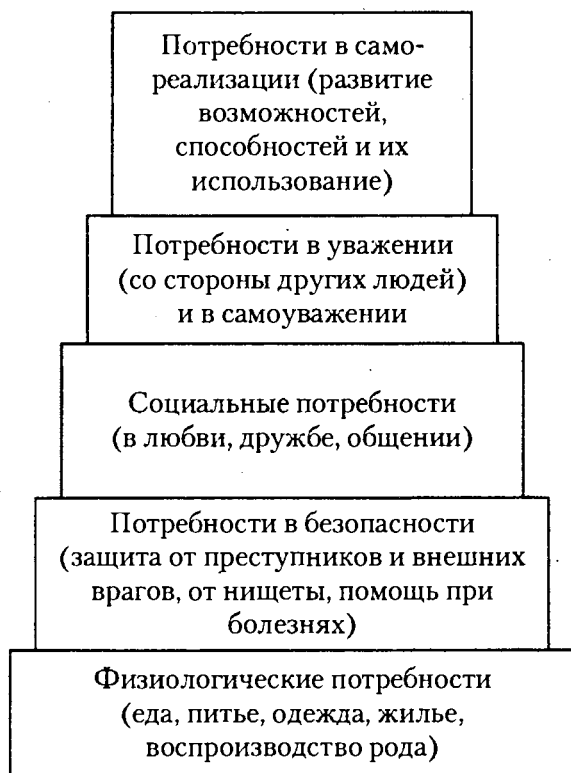 Потребности в само-
реализации (развитие
возможностей,
способностей и их
использование)
Потребности в уважении
(со стороны других людей)
и в самоуважении
Социальные потребности
(в любви, дружбе, общении)
Потребности в безопасности
(защита от преступников и внешних
врагов, от нищеты, помощь при
болезнях)
Физиологические потребности
(еда, питье, одежда, жилье,
воспроизводство рода)